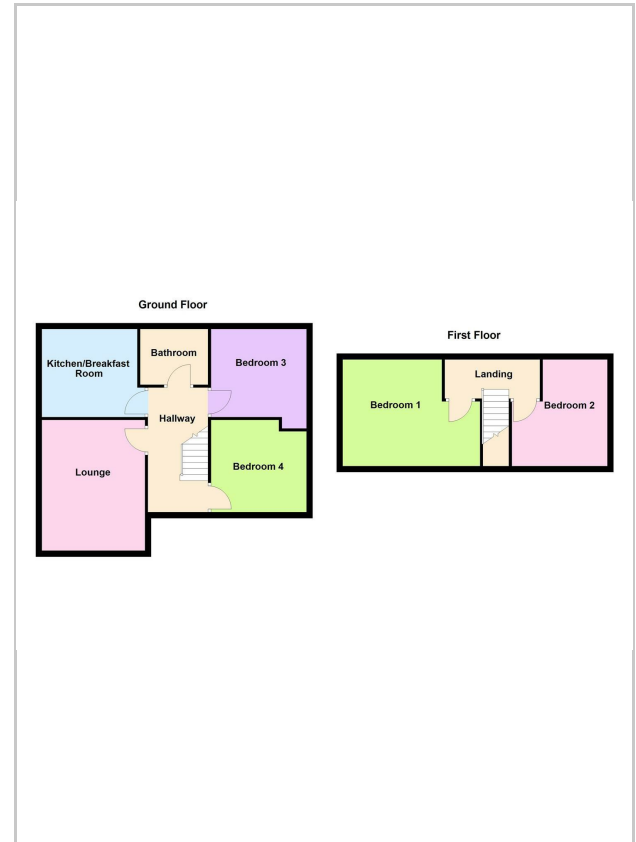 Ground Floor
Kitchen/Breakfast
Room
Bathroom
Bedroom 3
Hallway
Lounge
Bedroom 4
First Floor
Landing
Bedroom 1
Bedroom 2